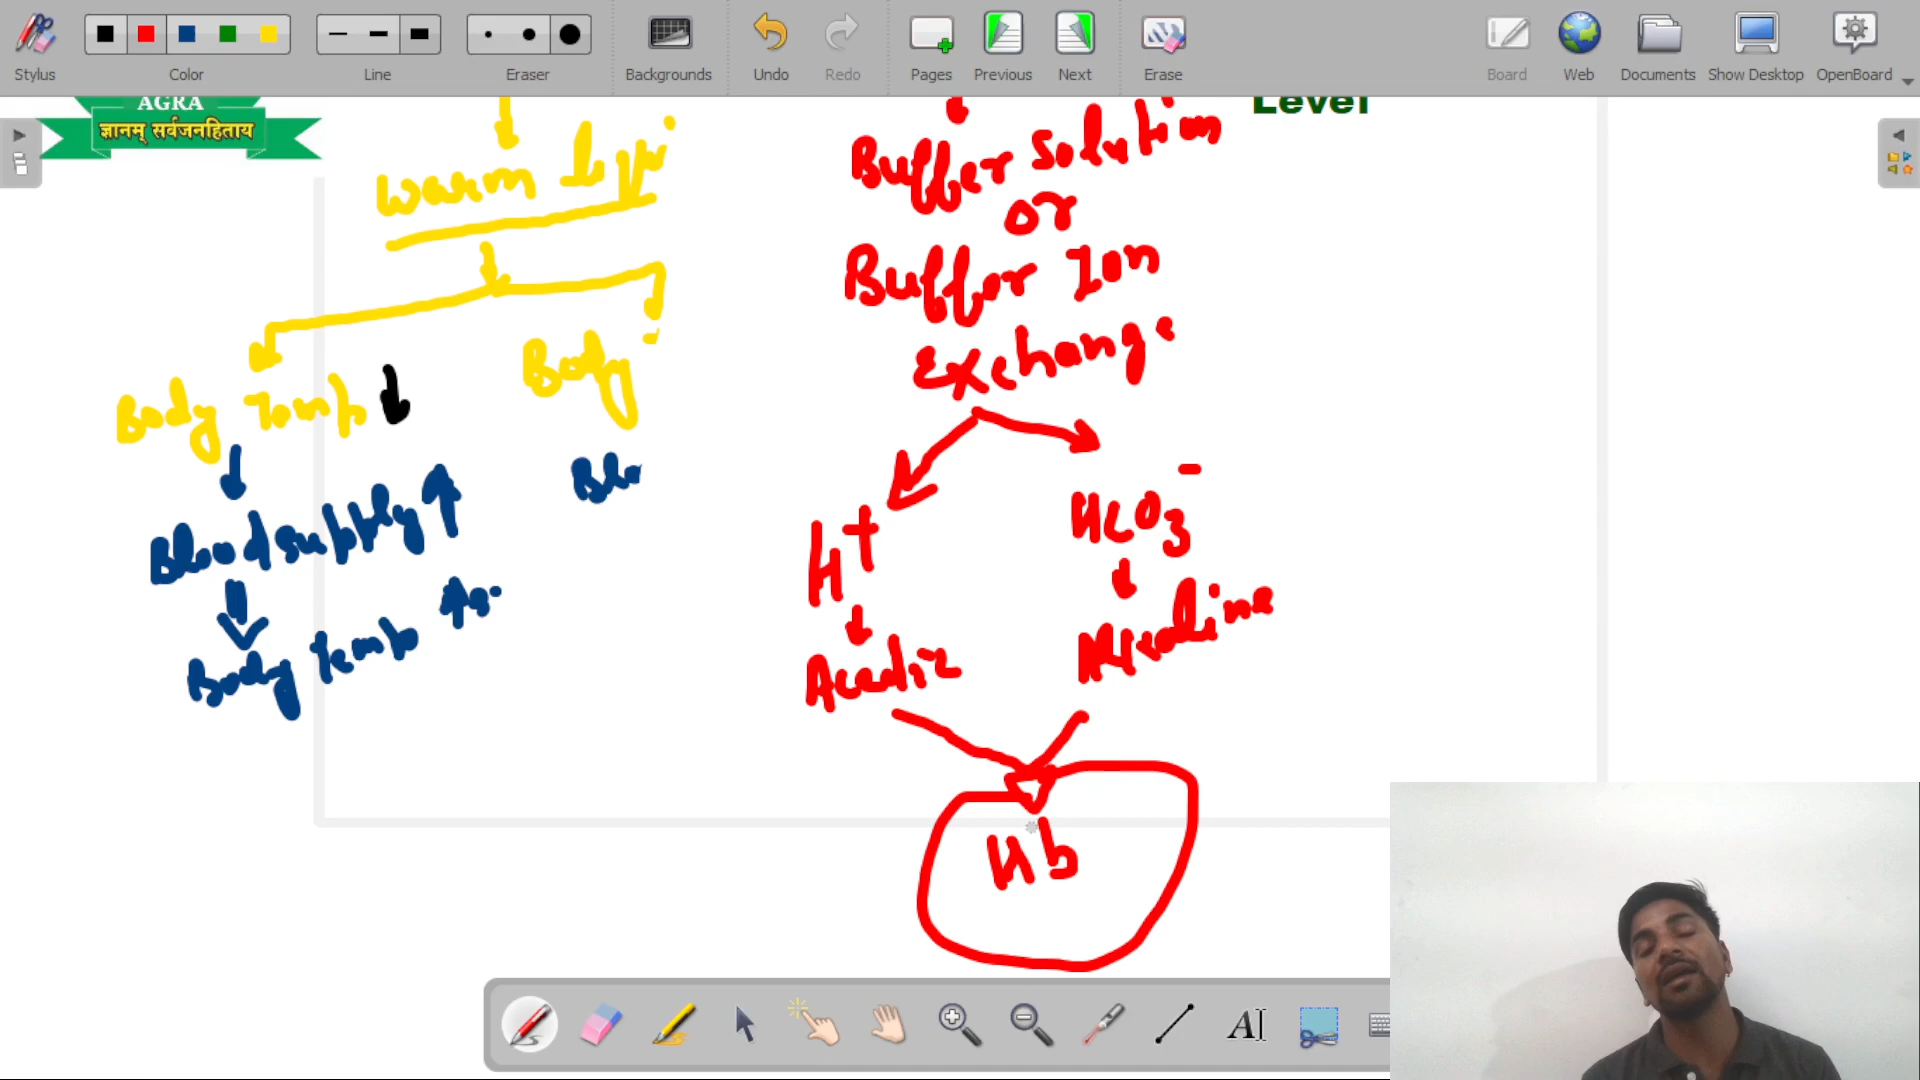 Stylus
Color
Line
Eraser
Backgrounds
Undo
Redo
Pages
Previous
Next
Erase
Board
Web
Documents
Show Desktop
OpenBoard
AGRA
ज्ञानम् सर्वजनहिताय
Level
warm
Body Temp ↓
Body
Blood supply ↑
Body temp ↑
Buffer Solution
or
Buffer Ion
Exchange
H+
HCO3-
Acedic
Alkaline
Hb